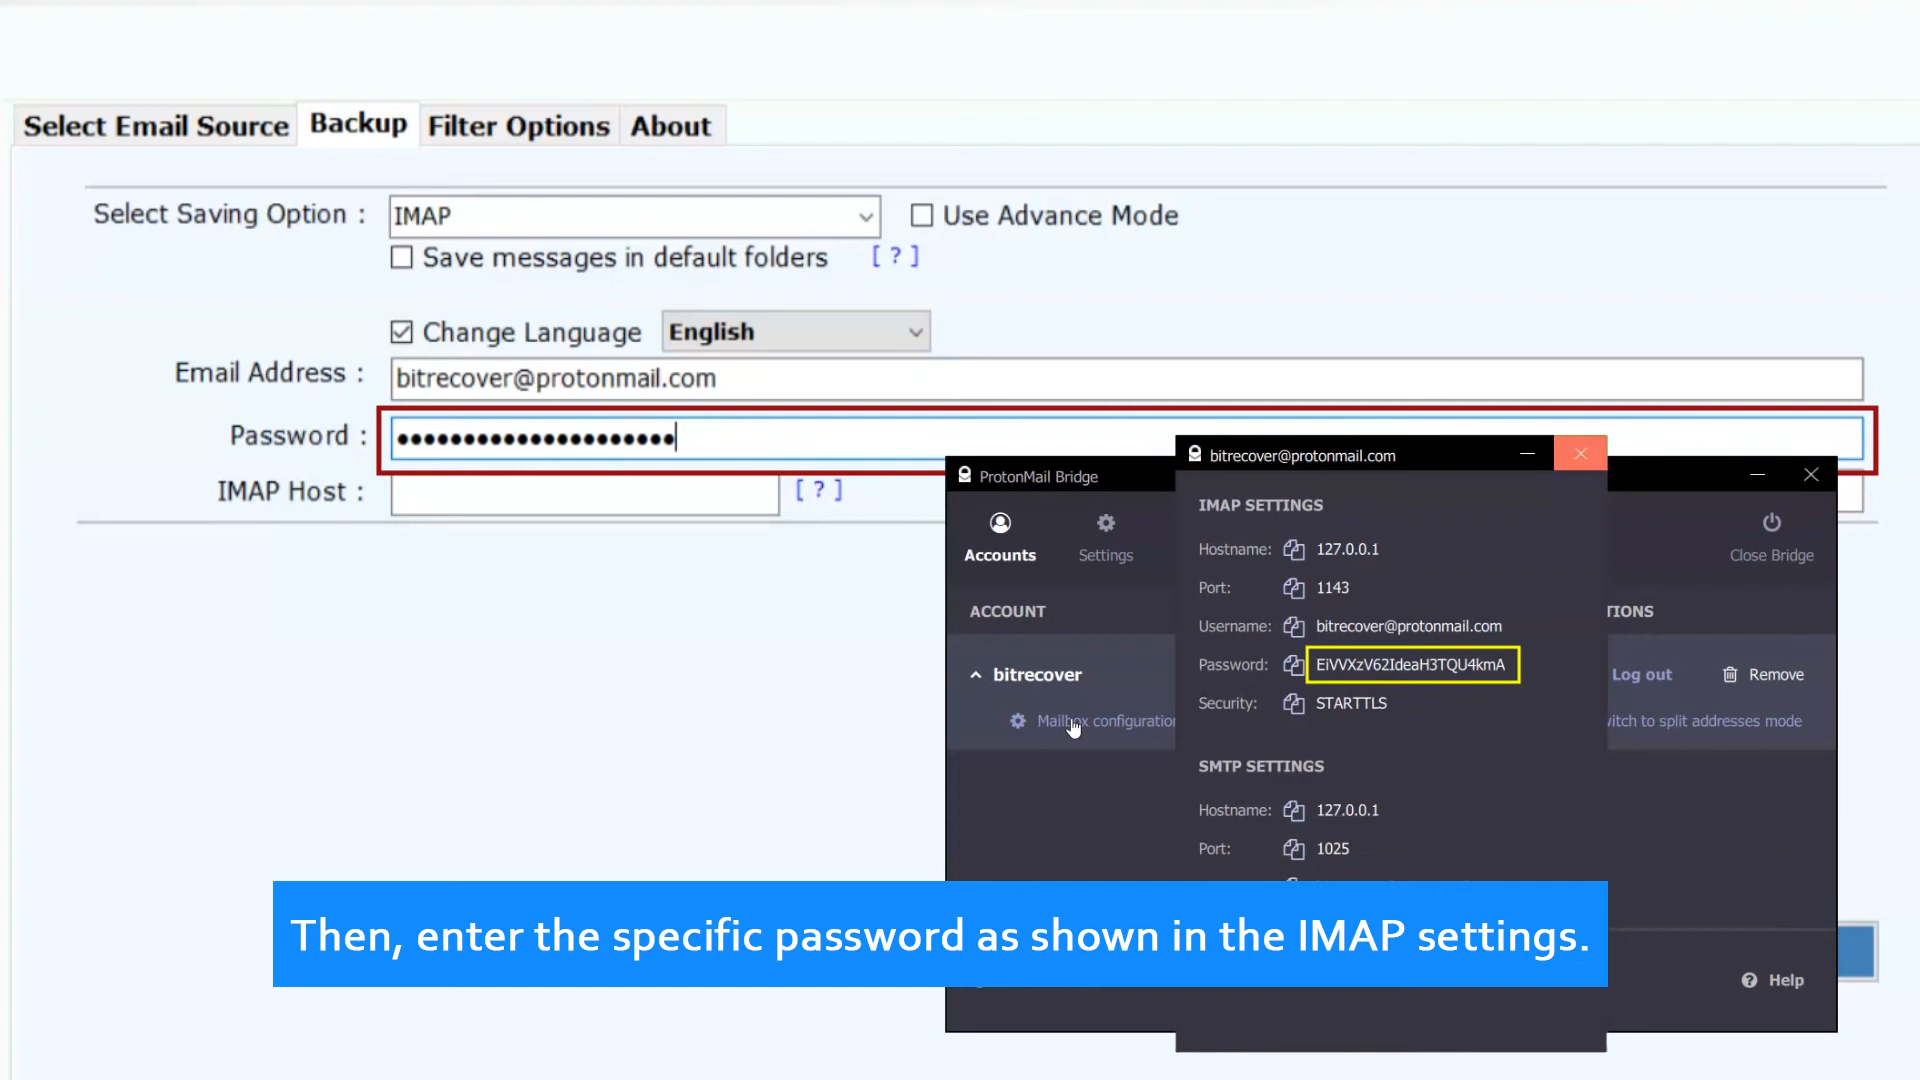 Select Email Source Backup Filter Options About
Select Saving Option : IMAP Use Advance Mode
Save messages in default folders [ ? ]
Change Language English
Email Address : bitrecover@protonmail.com
Password : •••••••••••••••••••••
IMAP Host : [ ? ]
ProtonMail Bridge
Accounts Settings Close Bridge
ACCOUNT TIONS
bitrecover Log out Remove
Mailbox configuration itch to split addresses mode
Help
bitrecover@protonmail.com
IMAP SETTINGS
Hostname: 127.0.0.1
Port: 1143
Username: bitrecover@protonmail.com
Password: EiVVXzV62IdeaH3TQU4kmA
Security: STARTTLS
SMTP SETTINGS
Hostname: 127.0.0.1
Port: 1025
Then, enter the specific password as shown in the IMAP settings.